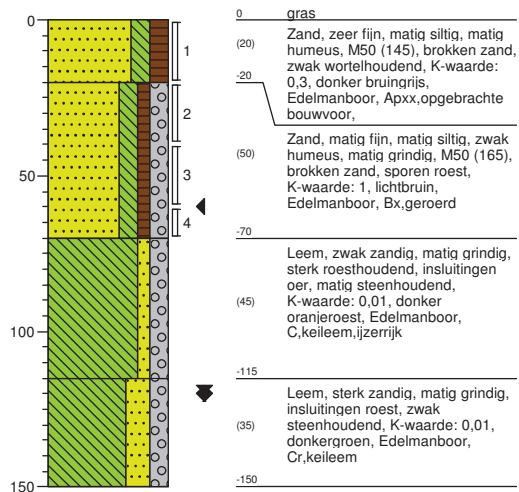 0
50
100
150
1
2
3
4
0 gras
(20) Zand, zeer fijn, matig siltig, matig
humeus, M50 (145), brokken zand,
zwak wortelhoudend, K-waarde:
0,3, donker bruingrijs,
Edelmanboor, Apxx,opgebrachte
bouwvoor,
-20
(50) Zand, matig fijn, matig siltig, zwak
humeus, matig grindig, M50 (165),
brokken zand, sporen roest,
K-waarde: 1, lichtbruin,
Edelmanboor, Bx,geroerd
-70
(45) Leem, zwak zandig, matig grindig,
sterk roesthoudend, insluitingen
oer, matig steenhoudend,
K-waarde: 0,01, donker
oranjeroest, Edelmanboor,
C,keileem,ijzerrijk
-115
(35) Leem, sterk zandig, matig grindig,
insluitingen roest, zwak
steenhoudend, K-waarde: 0,01,
donkergroen, Edelmanboor,
Cr,keileem
-150